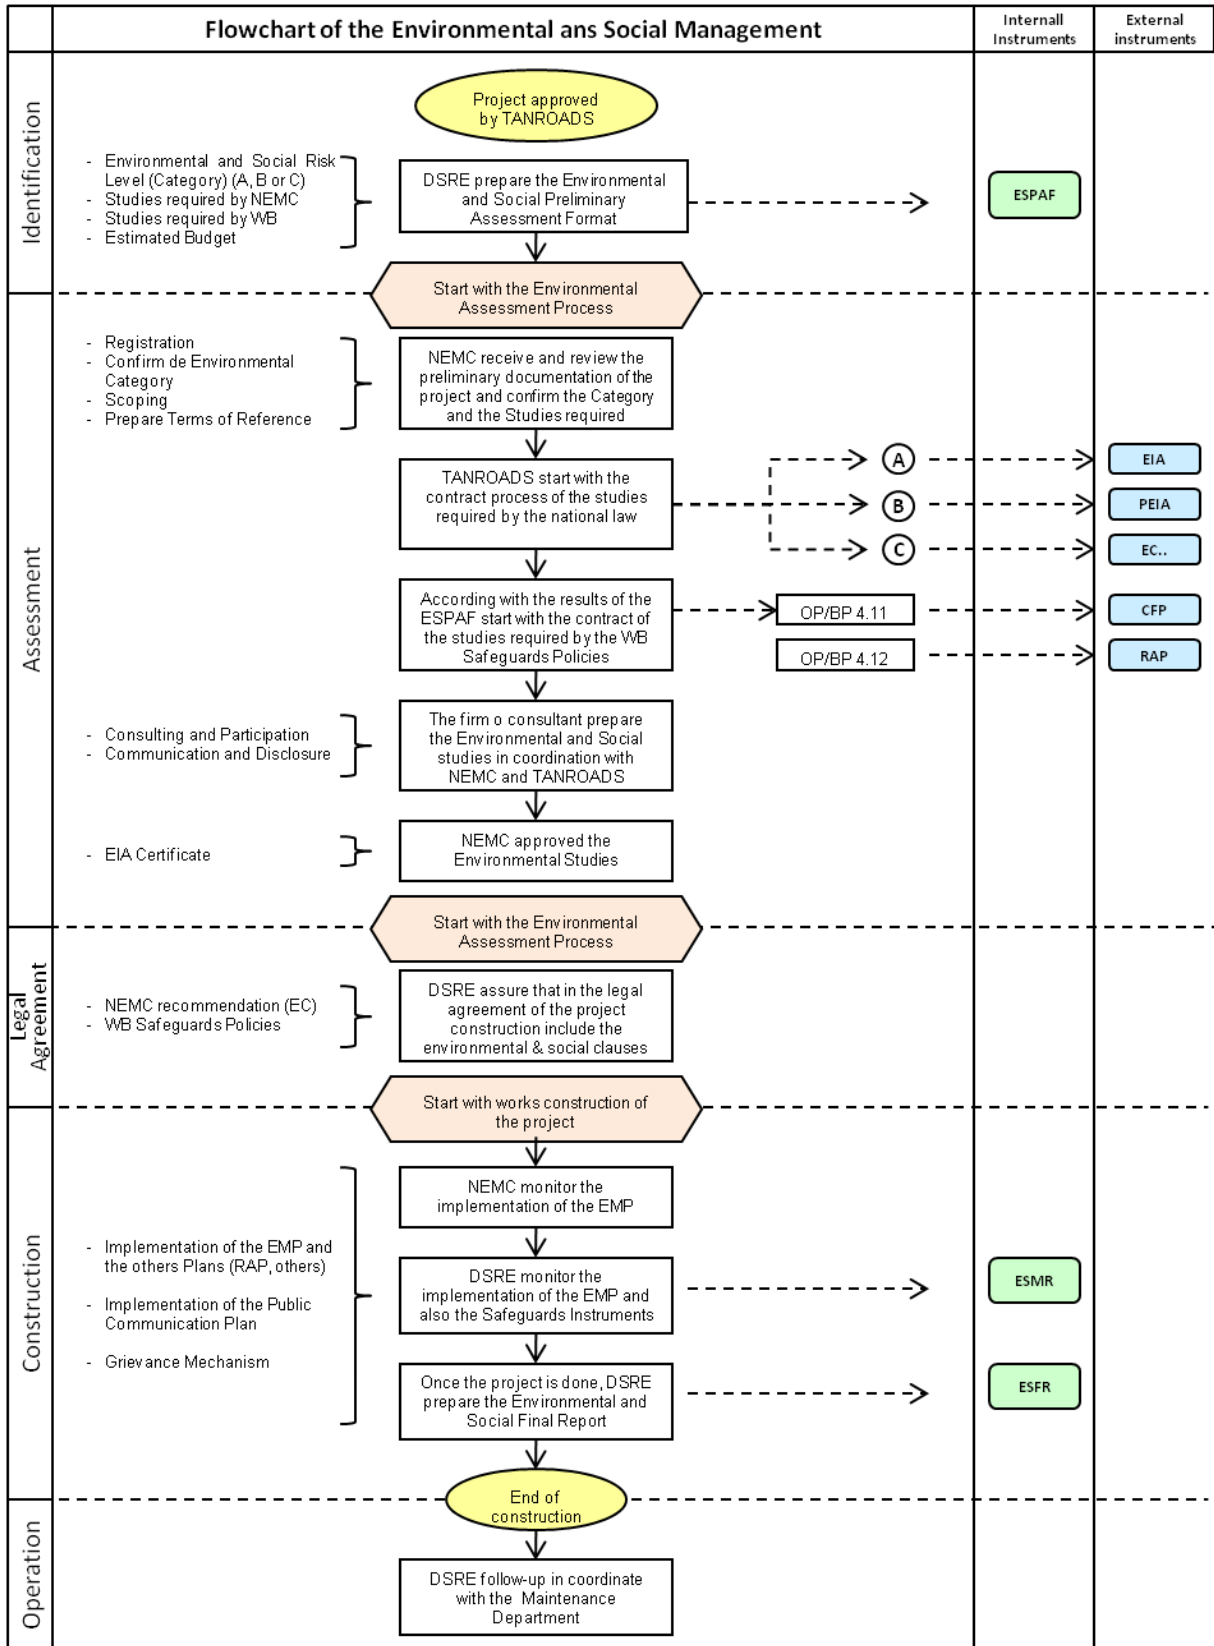 Flowchart of the Environmental ans Social Management
Internall
Instruments
External
instruments
Identification
Project approved
by TANROADS
- Environmental and Social Risk
Level (Category) (A, B or C)
- Studies required by NEMC
- Studies required by WB
- Estimated Budget
DSRE prepare the Environmental
and Social Preliminary
Assessment Format
ESPAF
Start with the Environmental
Assessment Process
Assessment
- Registration
- Confirm de Environmental
Category
- Scoping
- Prepare Terms of Reference
NEMC receive and review the
preliminary documentation of the
project and confirm the Category
and the Studies required
TANROADS start with the
contract process of the studies
required by the national law
A
EIA
B
PEIA
C
EC..
According with the results of the
ESPAF start with the contract of
the studies required by the WB
Safeguards Policies
OP/BP 4.11
CFP
OP/BP 4.12
RAP
- Consulting and Participation
- Communication and Disclosure
The firm o consultant prepare
the Environmental and Social
studies in coordination with
NEMC and TANROADS
- EIA Certificate
NEMC approved the
Environmental Studies
Start with the Environmental
Assessment Process
Legal
Agreement
- NEMC recommendation (EC)
- WB Safeguards Policies
DSRE assure that in the legal
agreement of the project
construction include the
environmental & social clauses
Start with works construction of
the project
Construction
NEMC monitor the
implementation of the EMP
- Implementation of the EMP and
the others Plans (RAP, others)
- Implementation of the Public
Communication Plan
- Grievance Mechanism
DSRE monitor the
implementation of the EMP and
also the Safeguards Instruments
ESMR
Once the project is done, DSRE
prepare the Environmental and
Social Final Report
ESFR
End of
construction
Operation
DSRE follow-up in coordinate
with the Maintenance
Department